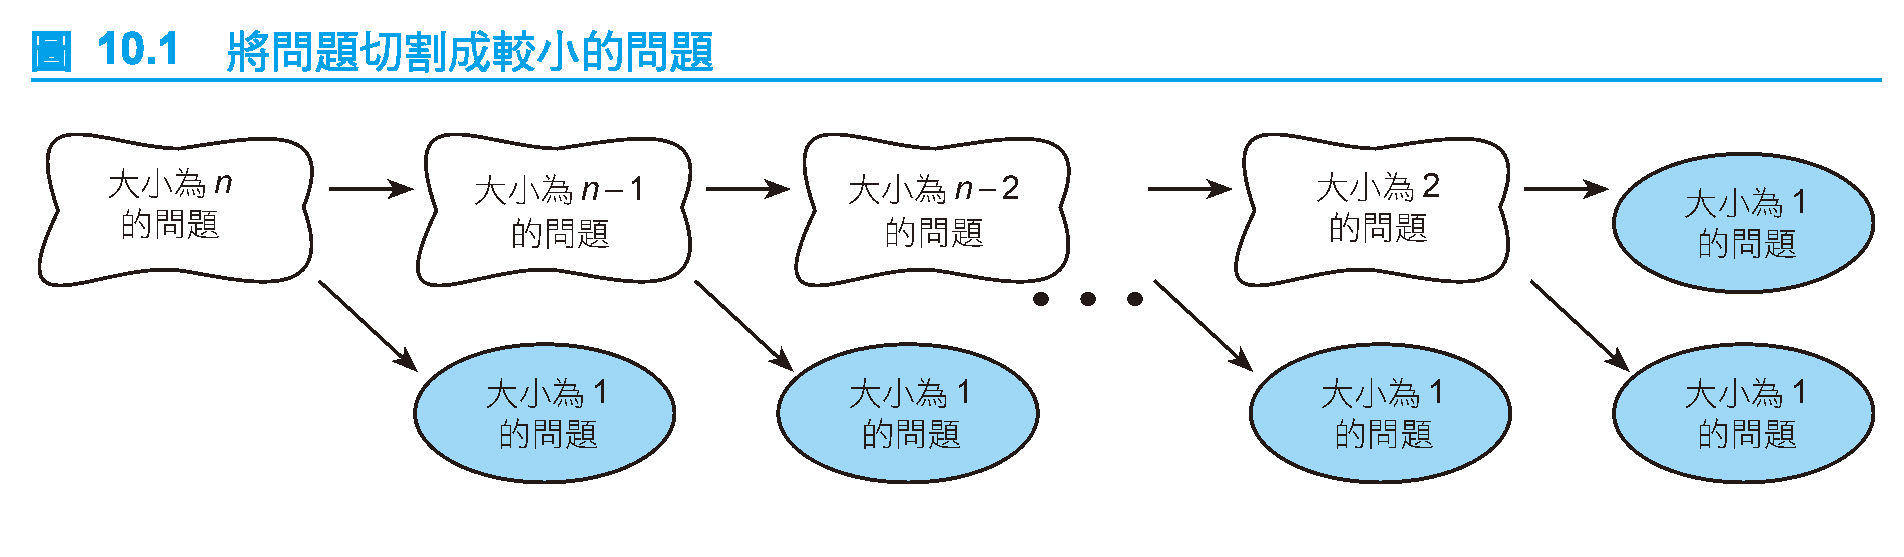 圖 10.1 將問題切割成較小的問題
大小為 n
的問題
大小為 n – 1
的問題
大小為 n – 2
的問題
大小為 2
的問題
大小為 1
的問題
大小為 1
的問題
大小為 1
的問題
大小為 1
的問題
大小為 1
的問題